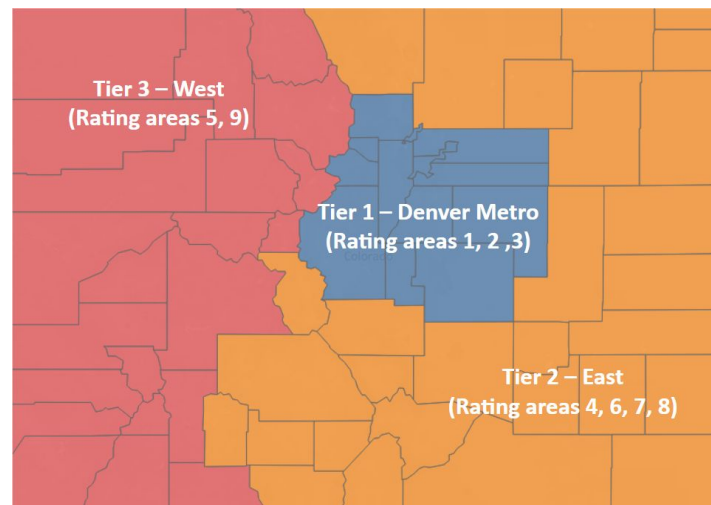 Tier 3 – West
(Rating areas 5, 9)
Tier 1 – Denver Metro
(Rating areas 1, 2 ,3)
Colorado
Tier 2 – East
(Rating areas 4, 6, 7, 8)